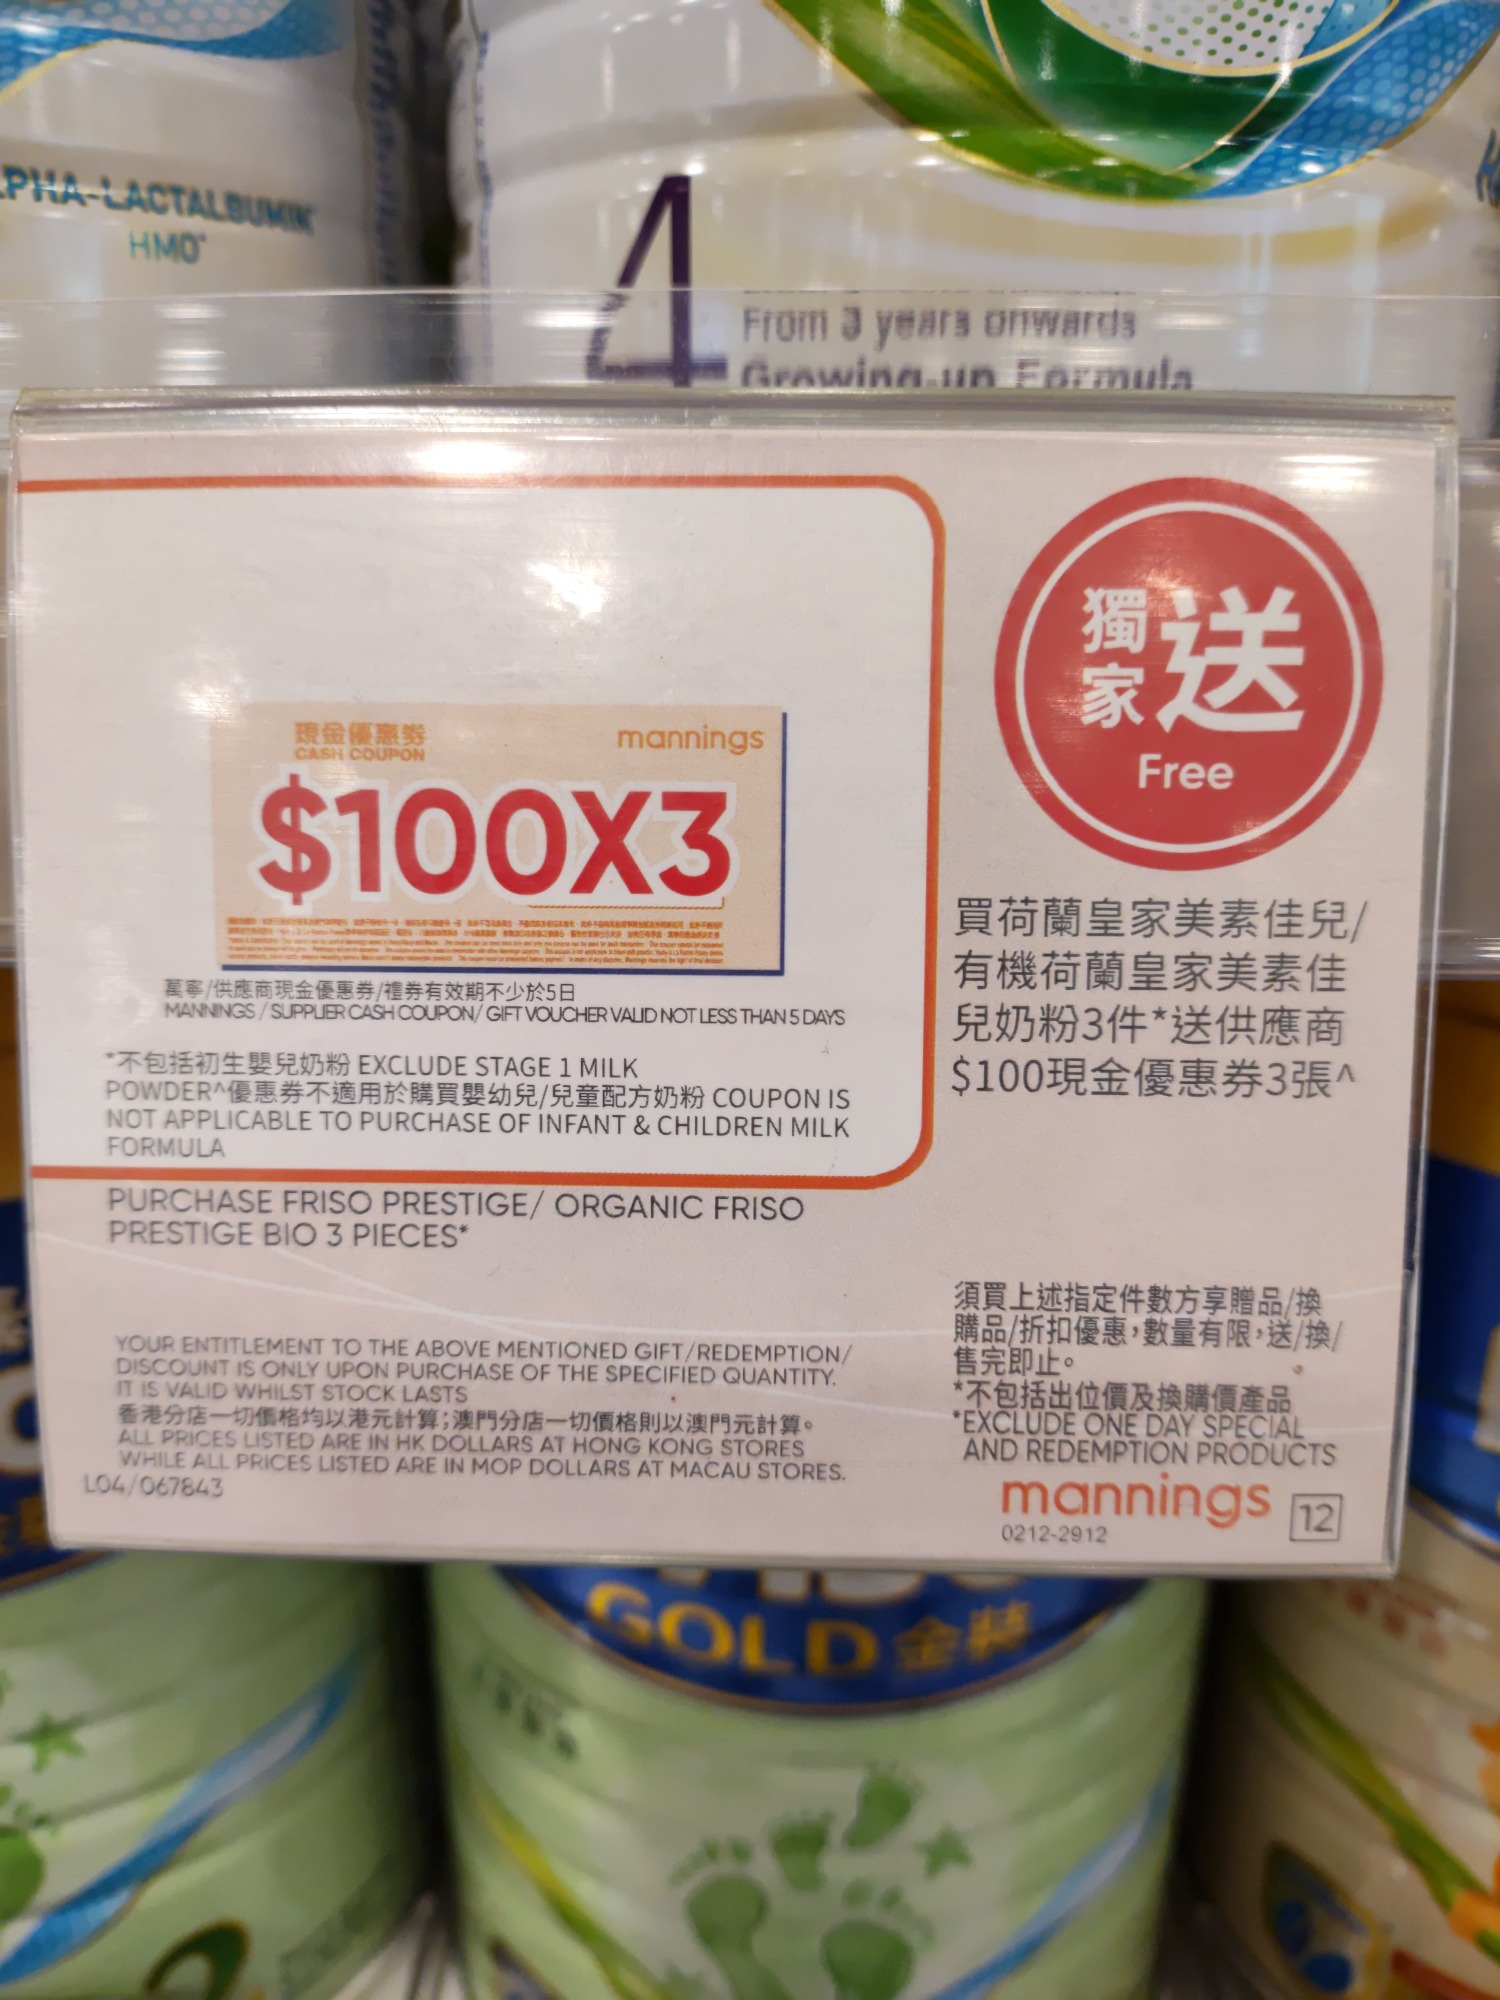 LPHA-LACTALBUMIN
HMO
4
From 3 years onwards
Growing-up Formula
獨家送
Free
現金優惠券
CASH COUPON
mannings
$100X3
萬寧/供應商現金優惠券/禮券有效期不少於5日
MANNINGS / SUPPLIER CASH COUPON/ GIFT VOUCHER VALID NOT LESS THAN 5 DAYS
*不包括初生嬰兒奶粉 EXCLUDE STAGE 1 MILK
POWDER^優惠券不適用於購買嬰幼兒/兒童配方奶粉 COUPON IS
NOT APPLICABLE TO PURCHASE OF INFANT & CHILDREN MILK
FORMULA
買荷蘭皇家美素佳兒/
有機荷蘭皇家美素佳
兒奶粉3件*送供應商
$100現金優惠券3張^
PURCHASE FRISO PRESTIGE/ ORGANIC FRISO
PRESTIGE BIO 3 PIECES*
YOUR ENTITLEMENT TO THE ABOVE MENTIONED GIFT/REDEMPTION/
DISCOUNT IS ONLY UPON PURCHASE OF THE SPECIFIED QUANTITY.
IT IS VALID WHILST STOCK LASTS
香港分店一切價格均以港元計算；澳門分店一切價格則以澳門元計算。
ALL PRICES LISTED ARE IN HK DOLLARS AT HONG KONG STORES
WHILE ALL PRICES LISTED ARE IN MOP DOLLARS AT MACAU STORES.
L04/067843
須買上述指定件數方享贈品/換
購品/折扣優惠，數量有限，送/換/
售完即止。
*不包括出位價及換購價產品
*EXCLUDE ONE DAY SPECIAL
AND REDEMPTION PRODUCTS
mannings
12
0212-2912
GOLD 金裝